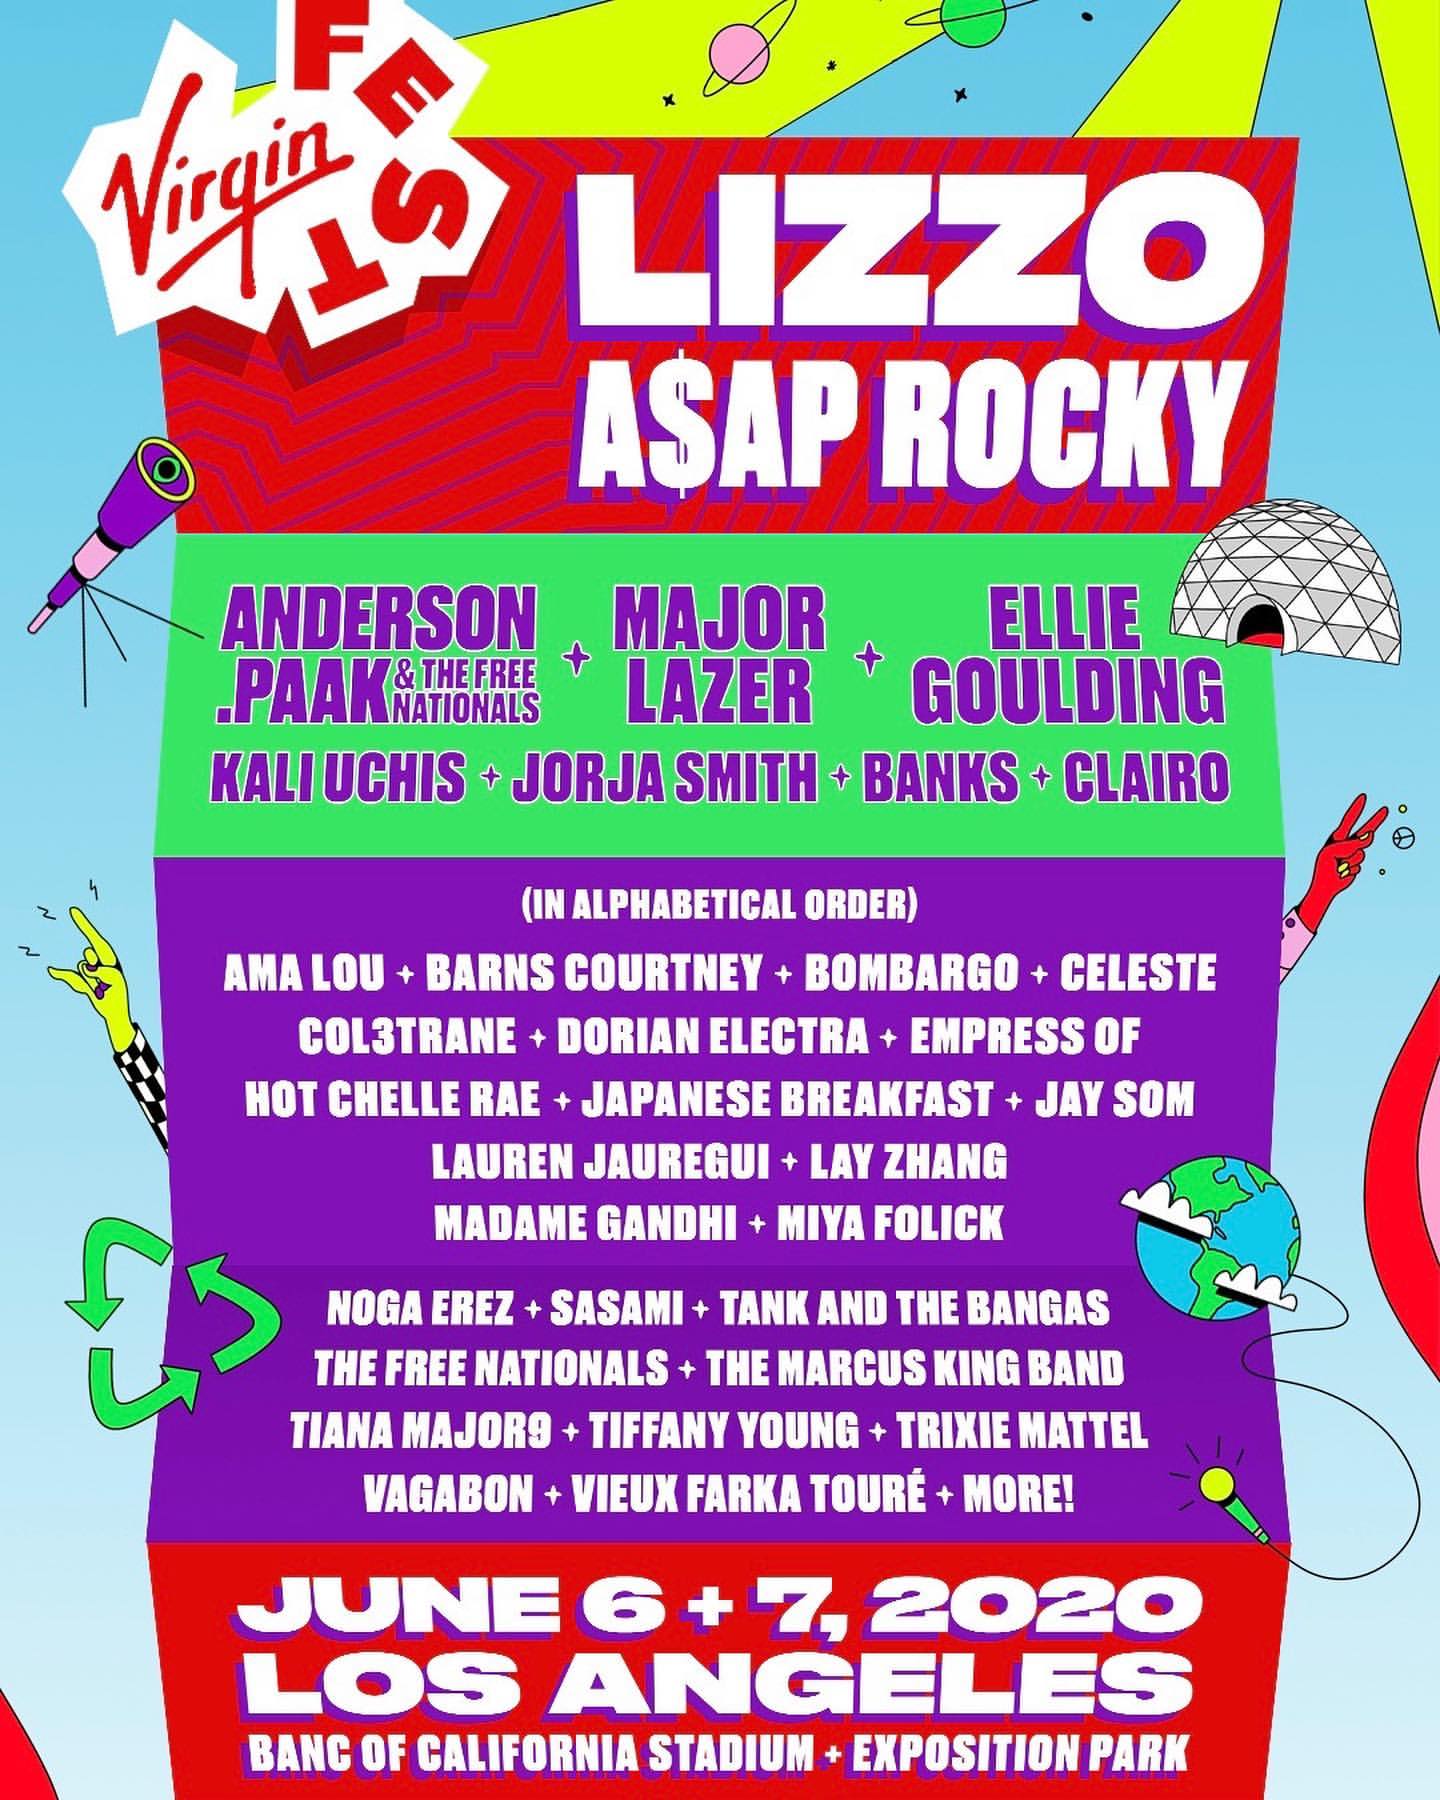 Virgin FEST
LIZZO
A$AP ROCKY
ANDERSON .PAAK & THE FREE NATIONALS + MAJOR LAZER + ELLIE GOULDING
KALI UCHIS + JORJA SMITH + BANKS + CLAIRO
(IN ALPHABETICAL ORDER)
AMA LOU + BARNS COURTNEY + BOMBARGO + CELESTE
COL3TRANE + DORIAN ELECTRA + EMPRESS OF
HOT CHELLE RAE + JAPANESE BREAKFAST + JAY SOM
LAUREN JAUREGUI + LAY ZHANG
MADAME GANDHI + MIYA FOLICK
NOGA EREZ + SASAMI + TANK AND THE BANGAS
THE FREE NATIONALS + THE MARCUS KING BAND
TIANA MAJOR9 + TIFFANY YOUNG + TRIXIE MATTEL
VAGABON + VIEUX FARKA TOURÉ + MORE!
JUNE 6 + 7, 2020
LOS ANGELES
BANC OF CALIFORNIA STADIUM + EXPOSITION PARK